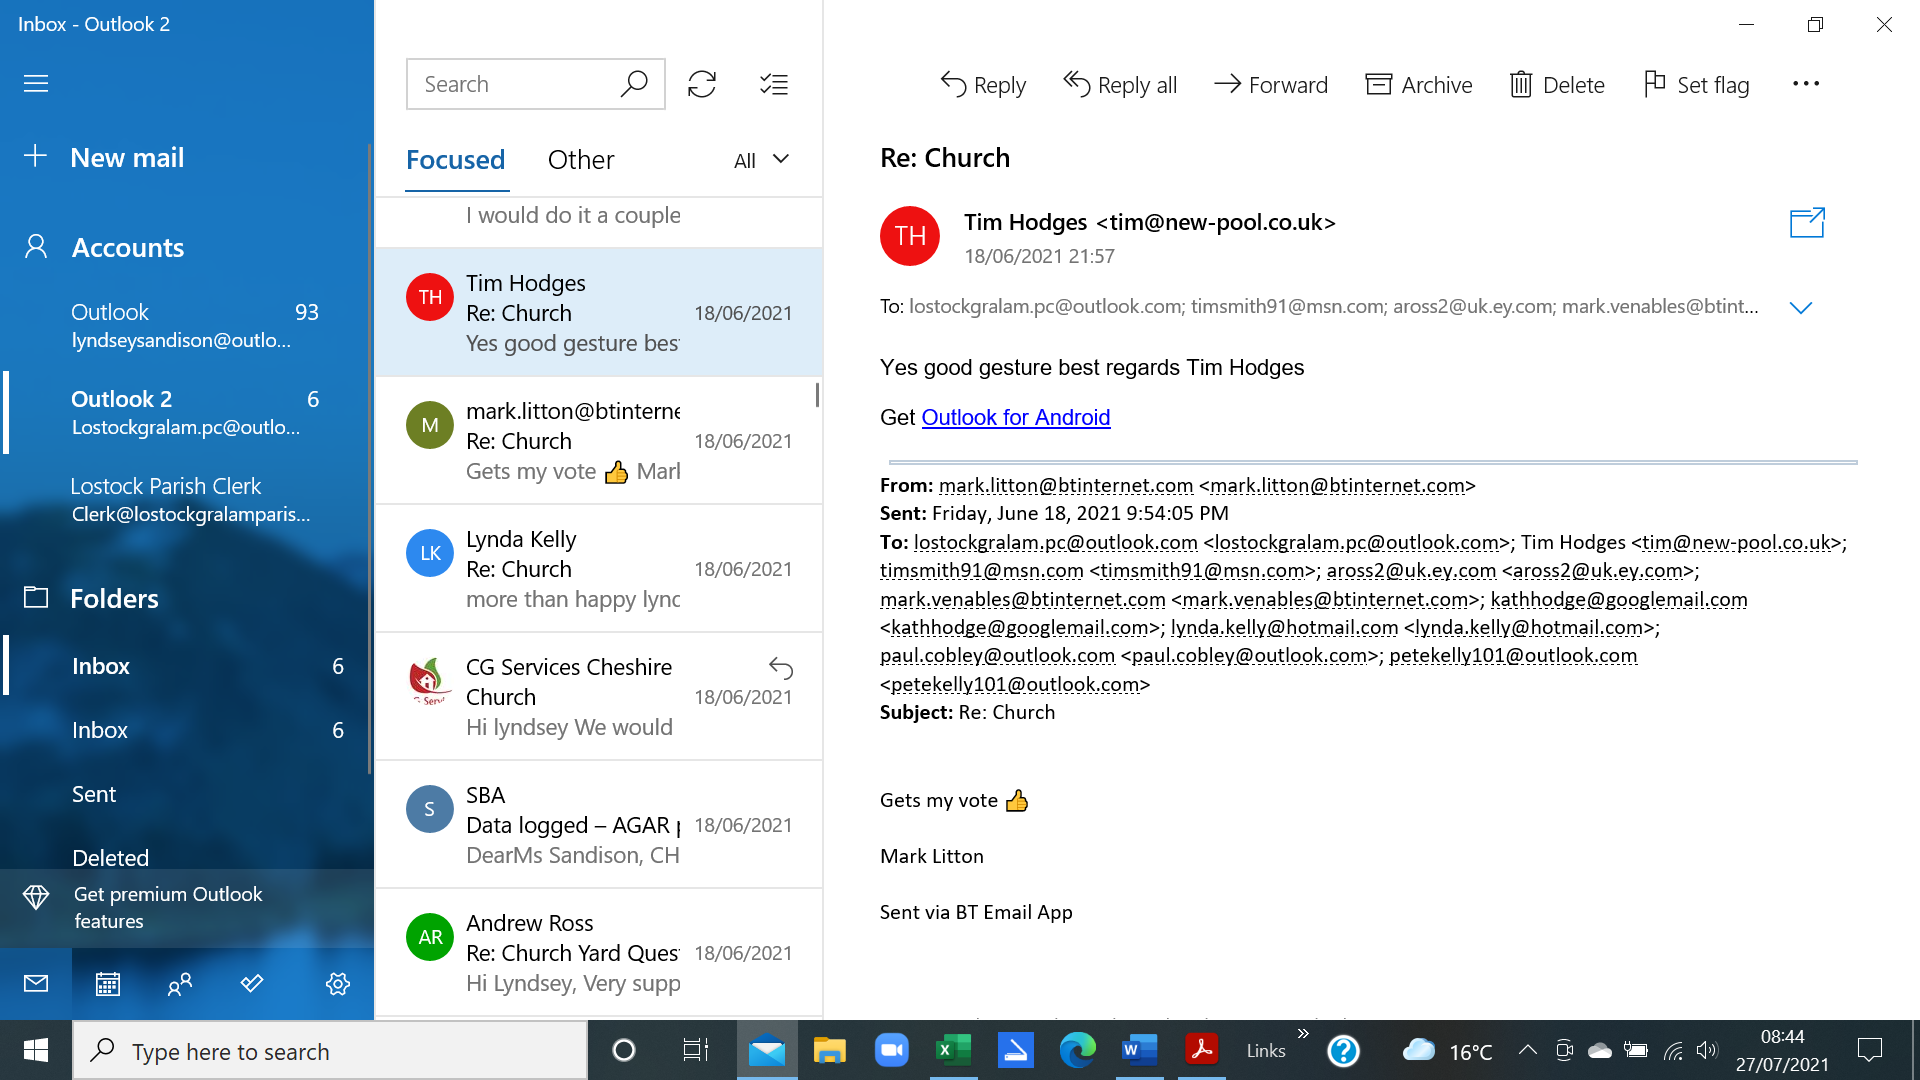 Inbox - Outlook 2
New mail
Accounts
Outlook 93
lyndseysandison@outlo...
Outlook 2 6
Lostockgralam.pc@outlo...
Lostock Parish Clerk
Clerk@lostockgralamparis...
Folders
Inbox 6
Inbox 6
Sent
Deleted
Get premium Outlook
features
Search
Focused Other All
I would do it a couple
TH Tim Hodges
Re: Church 18/06/2021
Yes good gesture bes
M mark.litton@btinterne
Re: Church 18/06/2021
Gets my vote 👍 Mark
LK Lynda Kelly
Re: Church 18/06/2021
more than happy lync
CG Services Cheshire
Church 18/06/2021
Hi lyndsey We would
S SBA
Data logged – AGAR 18/06/2021
DearMs Sandison, CH
AR Andrew Ross
Re: Church Yard Ques 18/06/2021
Hi Lyndsey, Very supp
Reply Reply all Forward Archive Delete Set flag
Re: Church
TH Tim Hodges <tim@new-pool.co.uk>
18/06/2021 21:57
To: lostockgralam.pc@outlook.com; timsmith91@msn.com; aross2@uk.ey.com; mark.venables@btint...
Yes good gesture best regards Tim Hodges
Get Outlook for Android
From: mark.litton@btinternet.com <mark.litton@btinternet.com>
Sent: Friday, June 18, 2021 9:54:05 PM
To: lostockgralam.pc@outlook.com <lostockgralam.pc@outlook.com>; Tim Hodges <tim@new-pool.co.uk>;
timsmith91@msn.com <timsmith91@msn.com>; aross2@uk.ey.com <aross2@uk.ey.com>;
mark.venables@btinternet.com <mark.venables@btinternet.com>; kathhodge@googlemail.com
<kathhodge@googlemail.com>; lynda.kelly@hotmail.com <lynda.kelly@hotmail.com>;
paul.cobley@outlook.com <paul.cobley@outlook.com>; petekelly101@outlook.com
<petekelly101@outlook.com>
Subject: Re: Church
Gets my vote 👍
Mark Litton
Sent via BT Email App
Type here to search
Links
16°C
08:44
27/07/2021